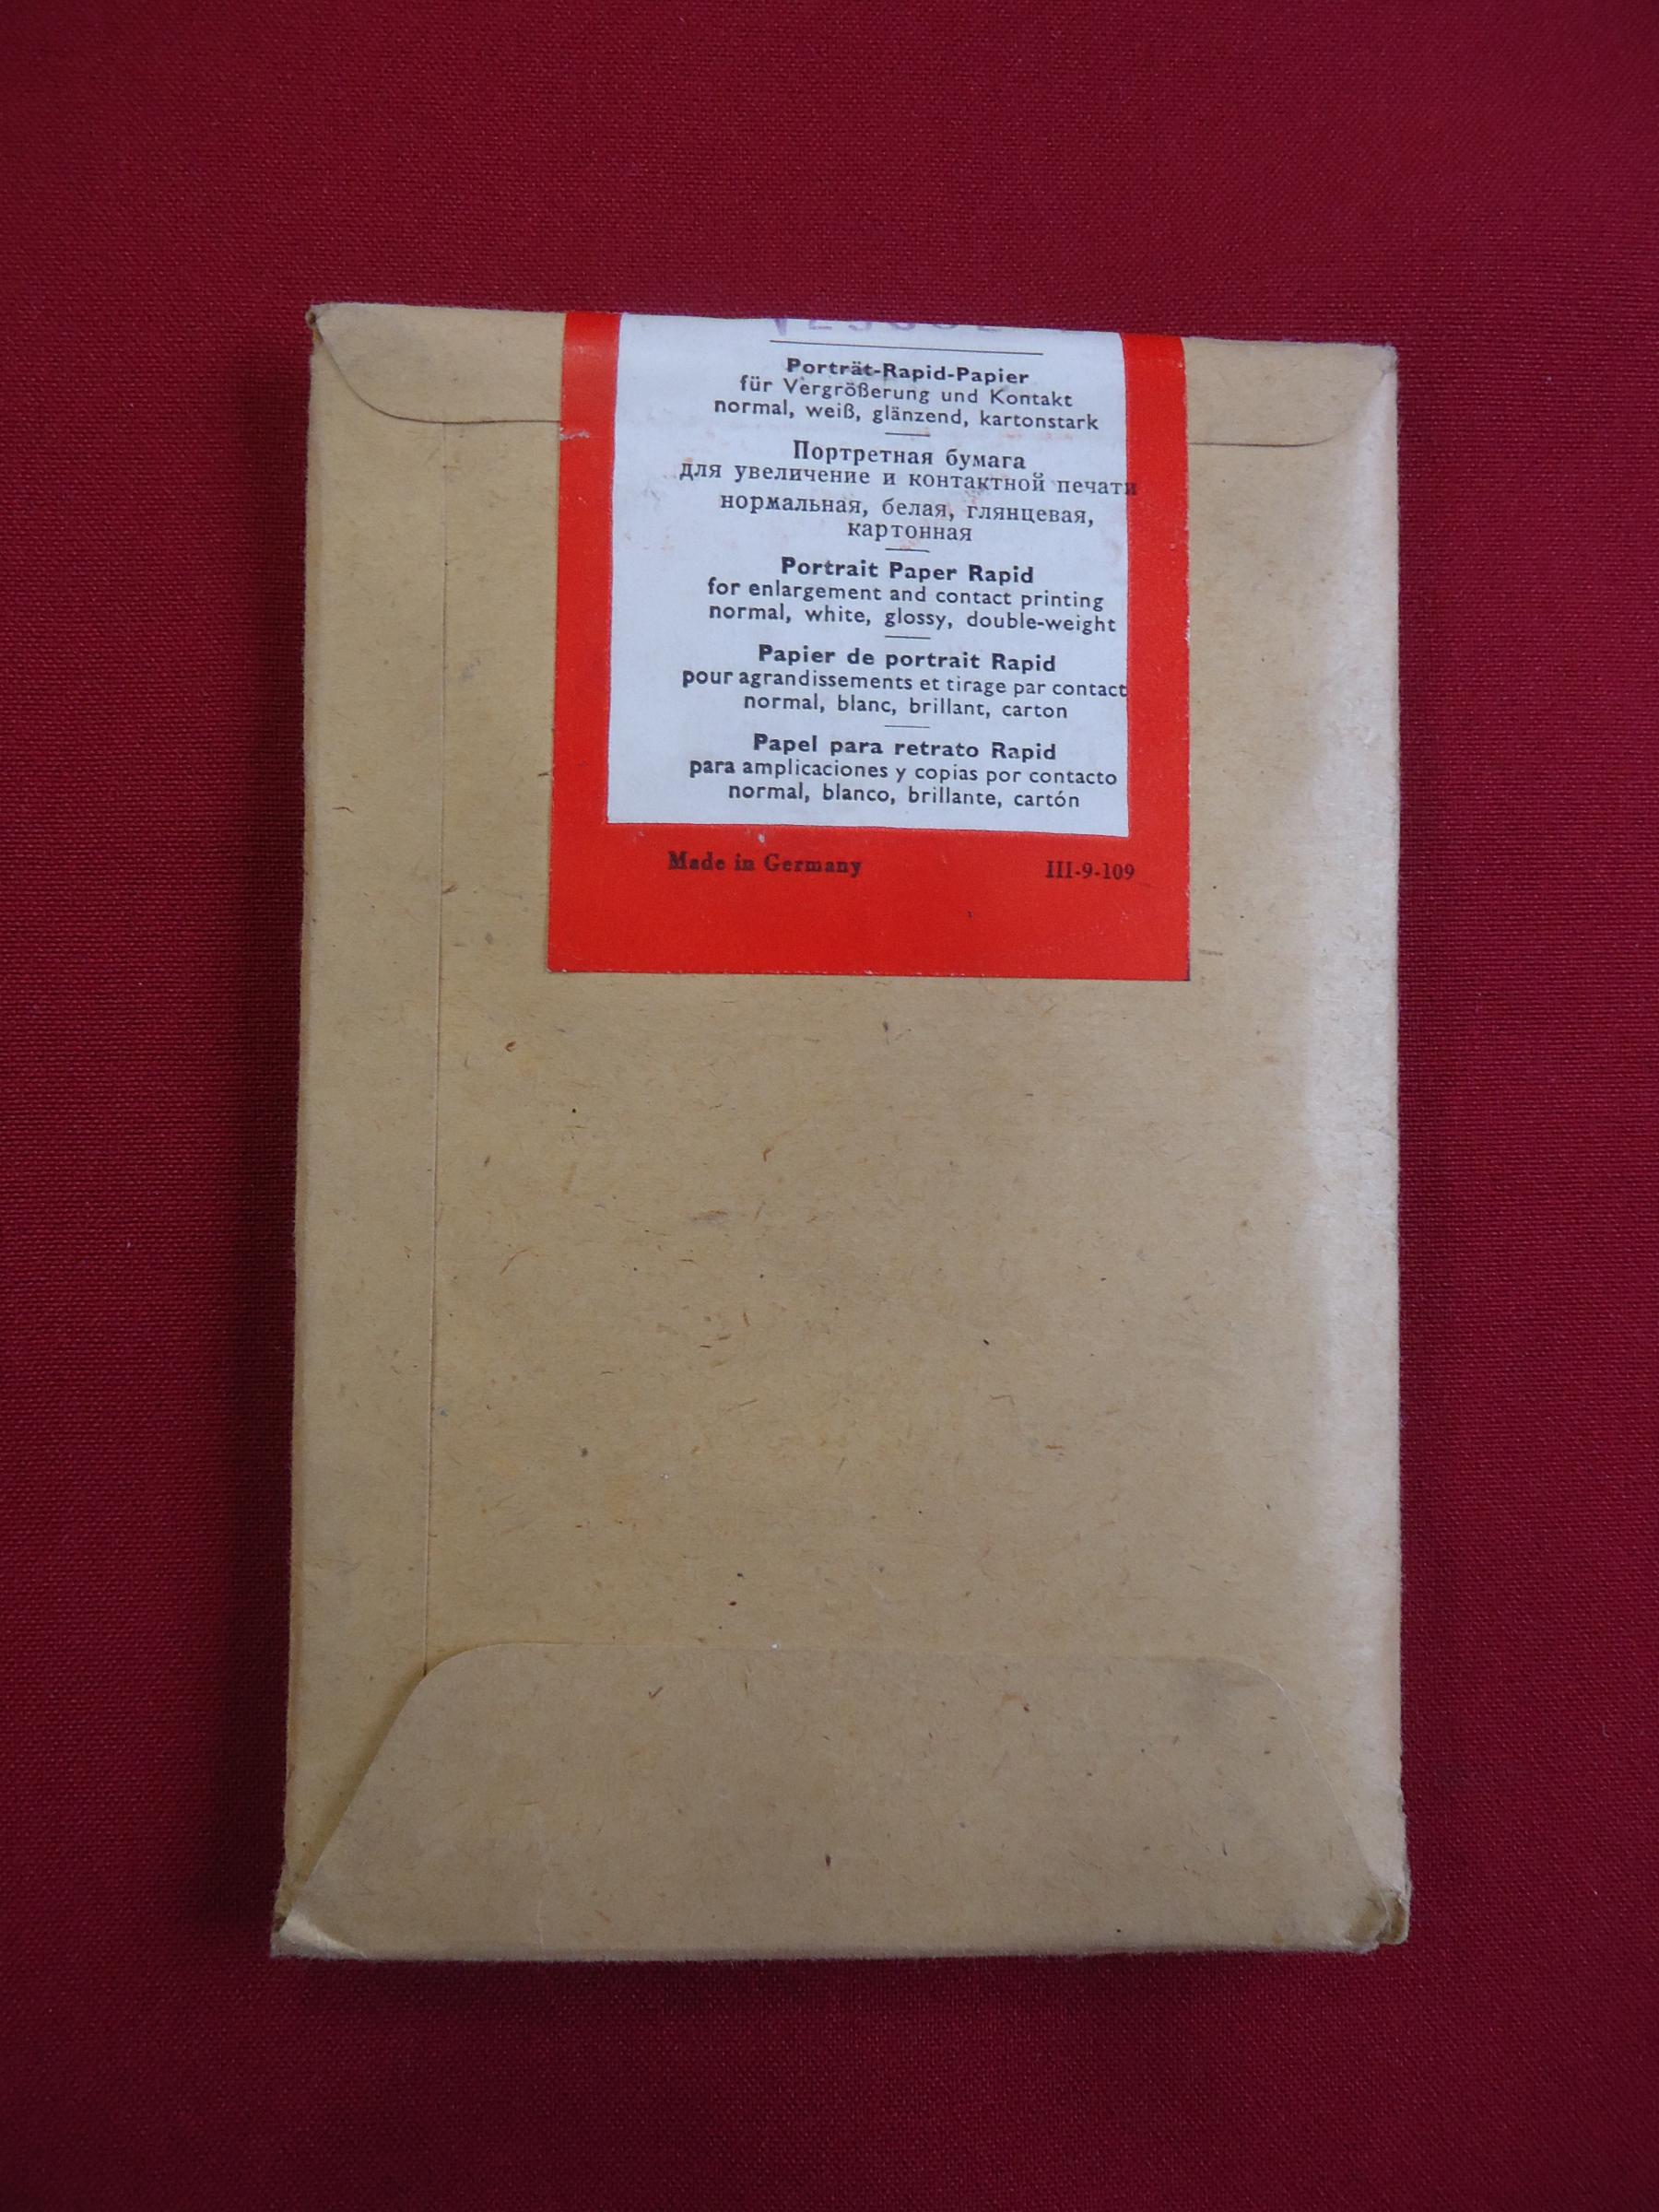 Porträt-Rapid-Papier
für Vergrößerung und Kontakt
normal, weiß, glänzend, kartonstark
Портретная бумага
для увеличение и контактной печати
нормальная, белая, глянцевая,
картонная
Portrait Paper Rapid
for enlargement and contact printing
normal, white, glossy, double-weight
Papier de portrait Rapid
pour agrandissements et tirage par contact
normal, blanc, brillant, carton
Papel para retrato Rapid
para amplicaciones y copias por contacto
normal, blanco, brillante, cartón
Made in Germany III-9-109